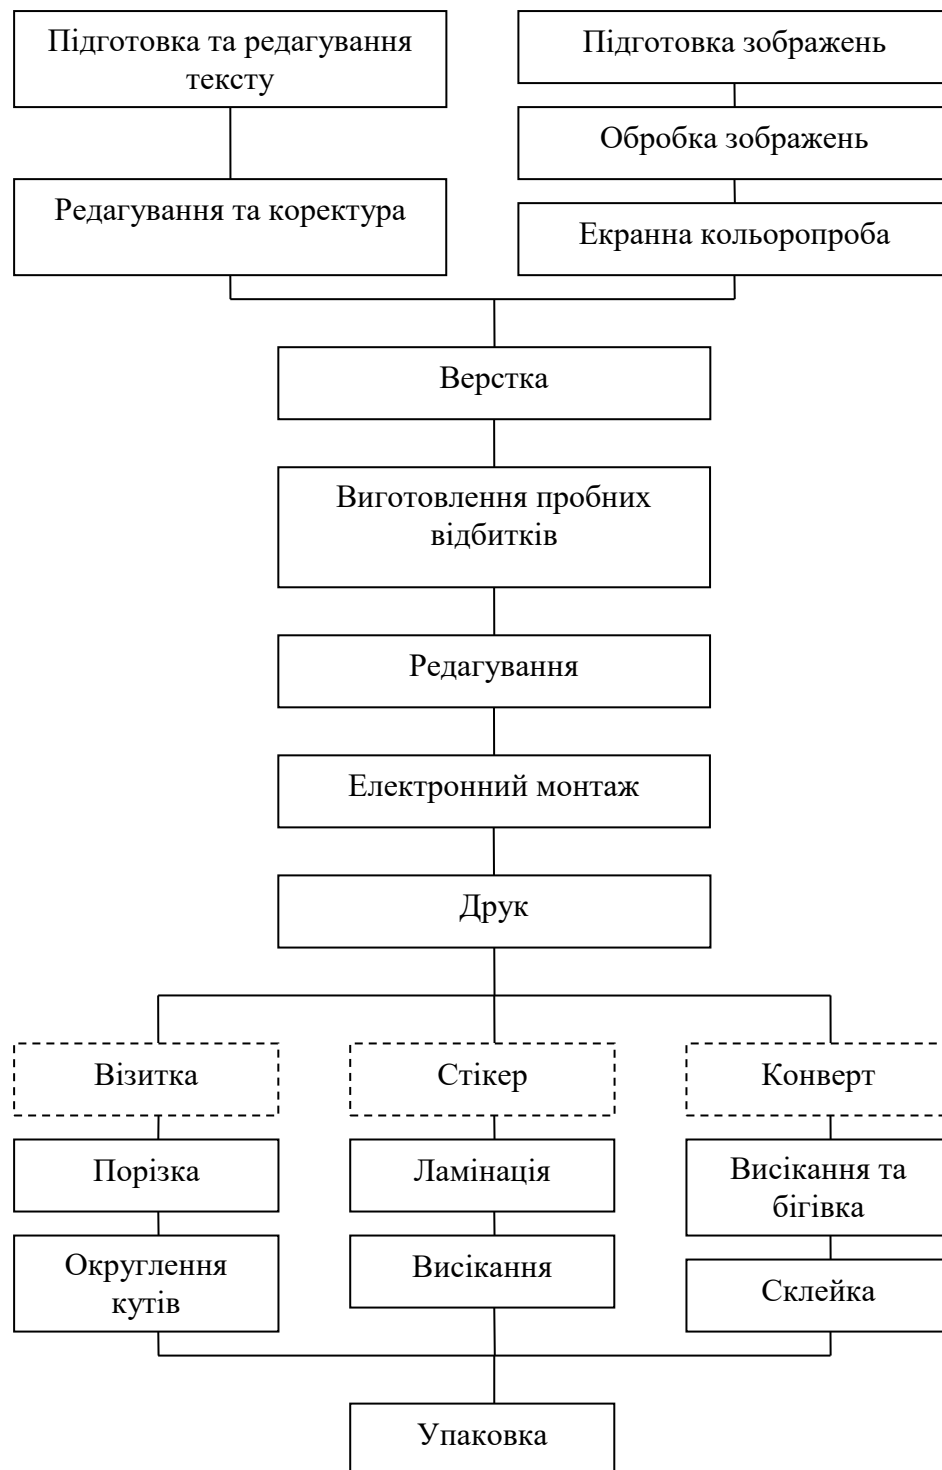 Підготовка та редагування
тексту
Підготовка зображень
Обробка зображень
Редагування та коректура
Екранна кольоропроба
Верстка
Виготовлення пробних
відбитків
Редагування
Електронний монтаж
Друк
Візитка
Стікер
Конверт
Порізка
Ламінація
Висікання та
бігівка
Округлення
кутів
Висікання
Склейка
Упаковка